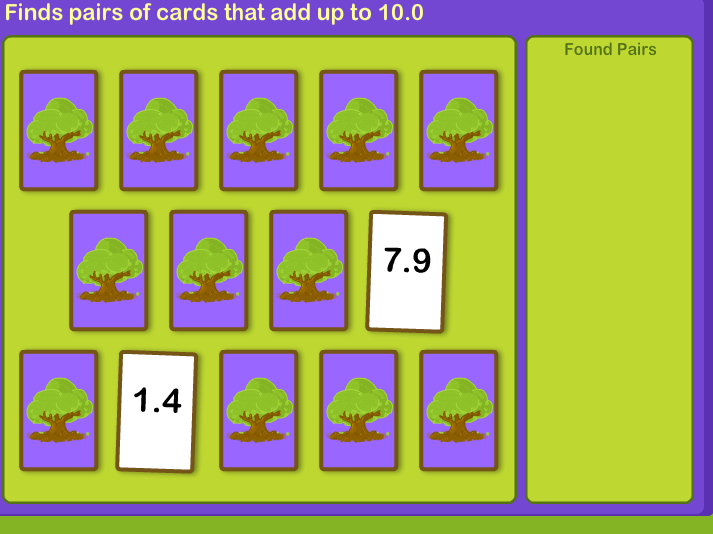 Finds pairs of cards that add up to 10.0
Found Pairs
7.9
1.4